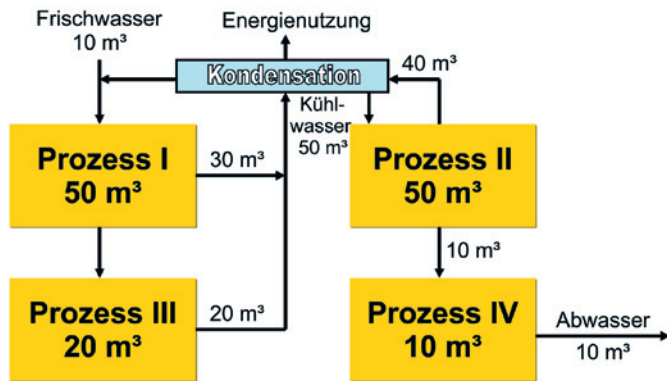 Frischwasser
10 m³
Energienutzung
Kondensation
40 m³
Kühl-
wasser
50 m³
Prozess I
50 m³
30 m³
Prozess II
50 m³
10 m³
Prozess III
20 m³
20 m³
Prozess IV
10 m³
Abwasser
10 m³